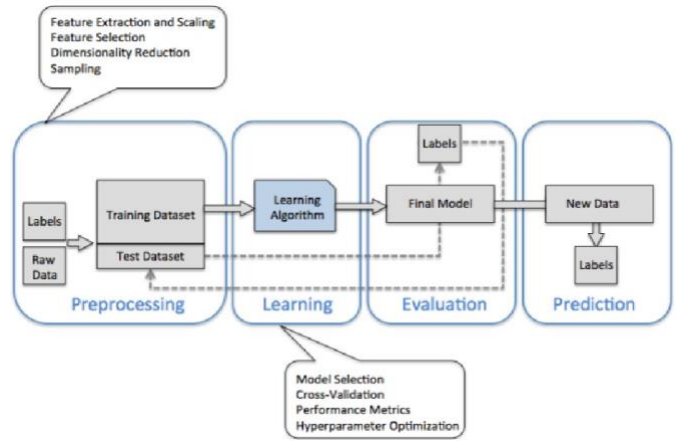 Feature Extraction and Scaling
Feature Selection
Dimensionality Reduction
Sampling
Labels
Raw
Data
Training Dataset
Test Dataset
Preprocessing
Learning
Algorithm
Learning
Labels
Final Model
Evaluation
New Data
Labels
Prediction
Model Selection
Cross-Validation
Performance Metrics
Hyperparameter Optimization